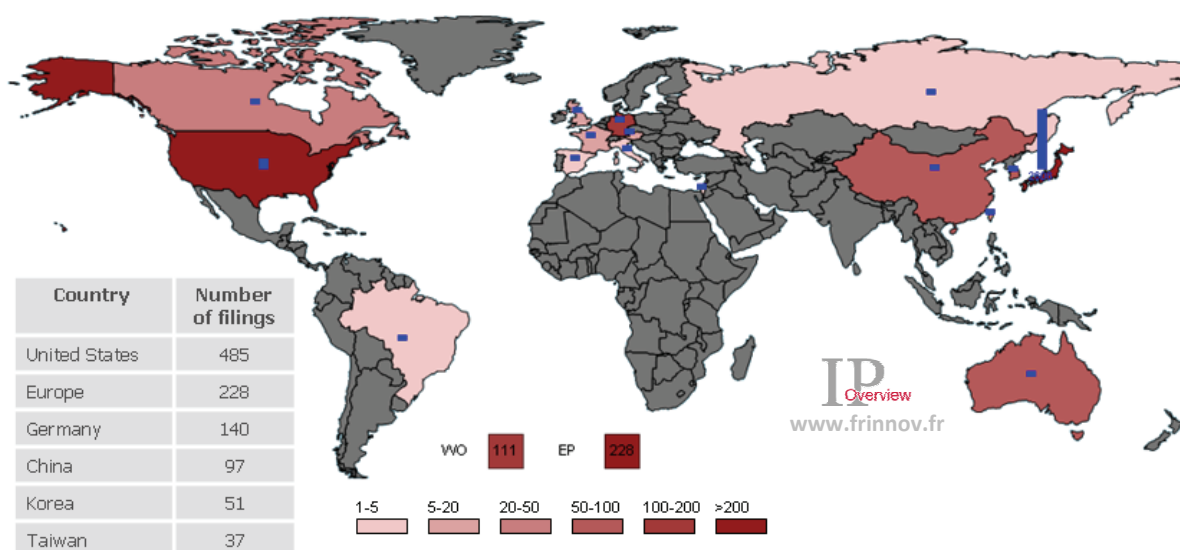 Country Number of filings
United States 485
Europe 228
Germany 140
China 97
Korea 51
Taiwan 37
WO 111 EP 228
IP
Overview
www.frinnov.fr
1-5 5-20 20-50 50-100 100-200 >200